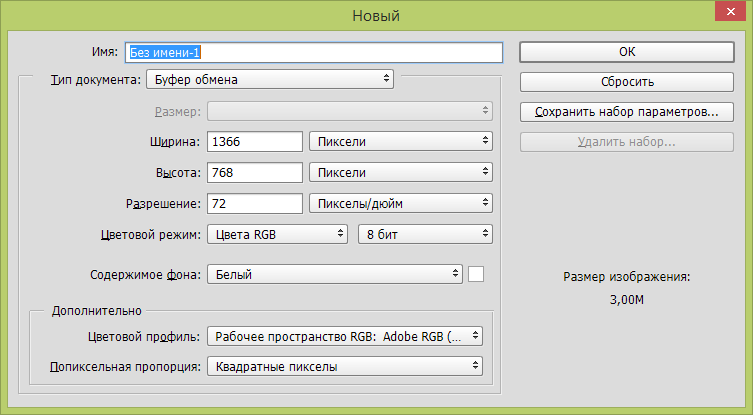 Новый
Имя: Без имени-1
ОК
Тип документа: Буфер обмена
Сбросить
Размер:
Сохранить набор параметров...
Ширина: 1366 Пиксели
Удалить набор...
Высота: 768 Пиксели
Разрешение: 72 Пикселы/дюйм
Цветовой режим: Цвета RGB 8 бит
Содержимое фона: Белый
Размер изображения:
3,00M
Дополнительно
Цветовой профиль: Рабочее пространство RGB: Adobe RGB (...
Попиксельная пропорция: Квадратные пикселы